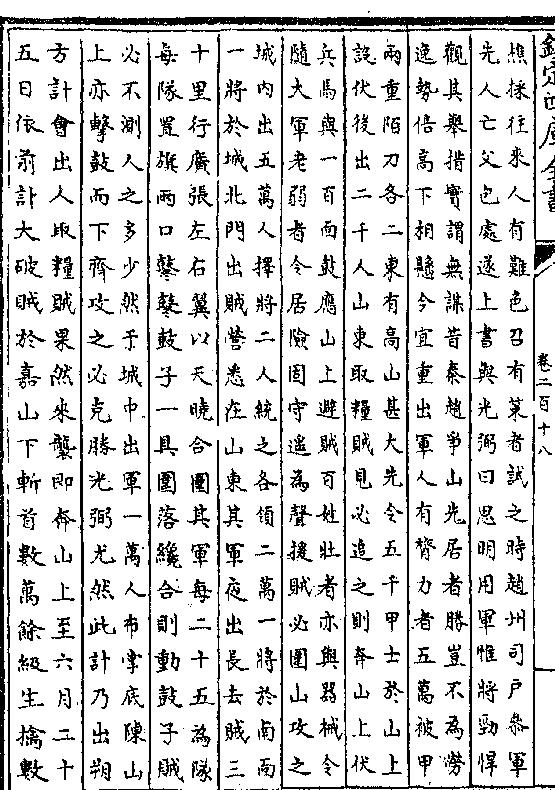 欽定四庫全書
卷二百十八
樵採往來人有難色召有某者試之時趙州司戶叅軍
先人亡父包處遂上書與光弼曰思明用軍惟將勁悍
觀其舉措實謂無謀昔秦趙爭山先居者勝豈不為勞
逸勢倍高下相懸今宜重出軍人有膂力者五萬被甲
兩重陌刀各二東有高山甚大先令五千甲士於山上
設伏後出二千人山東取糧賊見必追之則奔山上伏
兵馬與一百面鼓應山上避賊百姓壯者亦與器械令
隨大軍老弱者令居險固守遥為聲援賊必圍山攻之
城內出五萬人擇將二人統之各領二萬一將於南面
一將於城北門出賊營悉在山東其軍夜出長去賊三
十里行廣張左右翼以天曉合圍其軍每二十五為隊
每隊置旗兩口鼙鼕鼓子一具圍落纔合則動鼓子賊
必不測人之多少然于城中出軍一萬人布掌底陳山
上亦擊鼓而下齊攻之必克勝光弼尤然此計乃出朔
方計會出人取糧賊果然來襲即奔山上至六月二十
五日依前計大破賊於嘉山下斬首數萬餘級生擒數